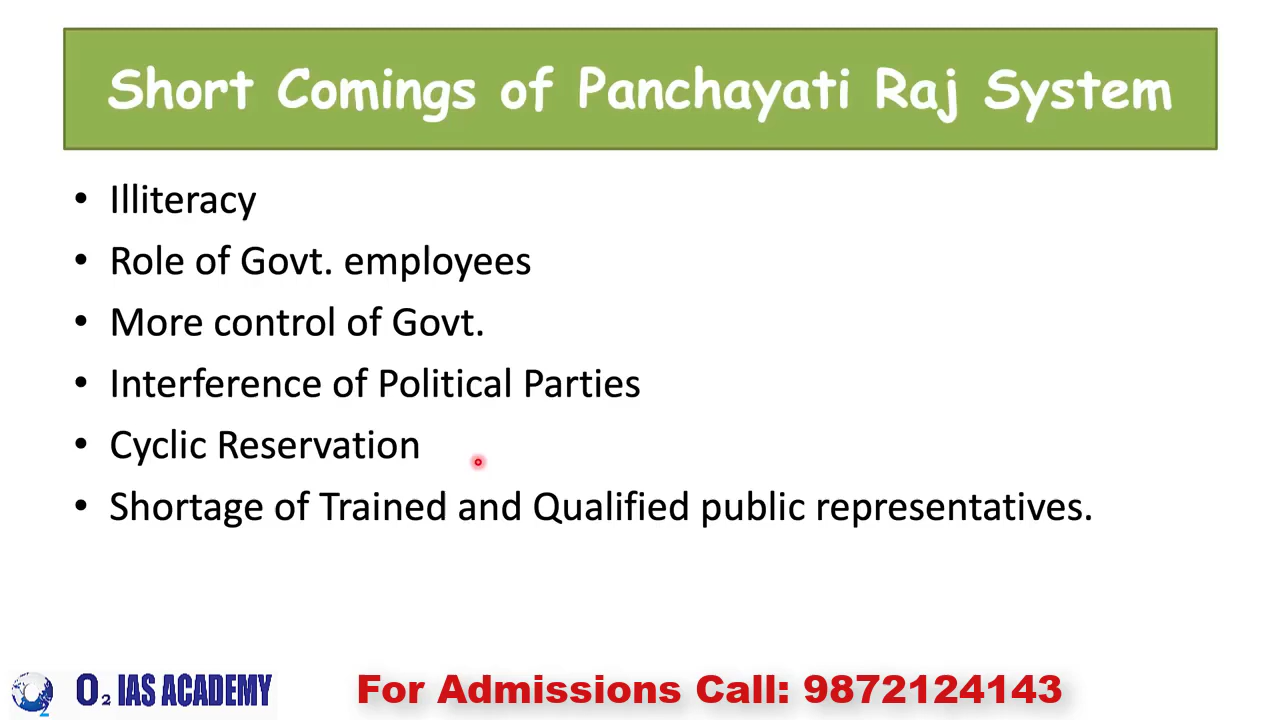 Short Comings of Panchayati Raj System
• Illiteracy
• Role of Govt. employees
• More control of Govt.
• Interference of Political Parties
• Cyclic Reservation
• Shortage of Trained and Qualified public representatives.
O₂ IAS ACADEMY
For Admissions Call: 9872124143